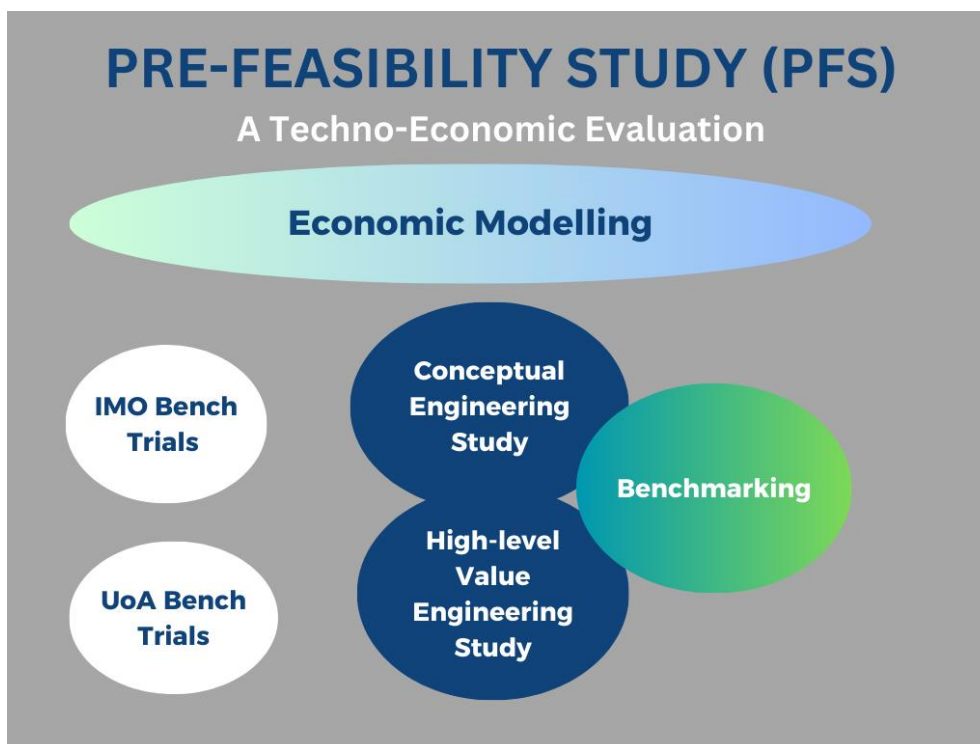 PRE-FEASIBILITY STUDY (PFS)
A Techno-Economic Evaluation
Economic Modelling
IMO Bench
Trials
Conceptual
Engineering
Study
Benchmarking
UoA Bench
Trials
High-level
Value
Engineering
Study